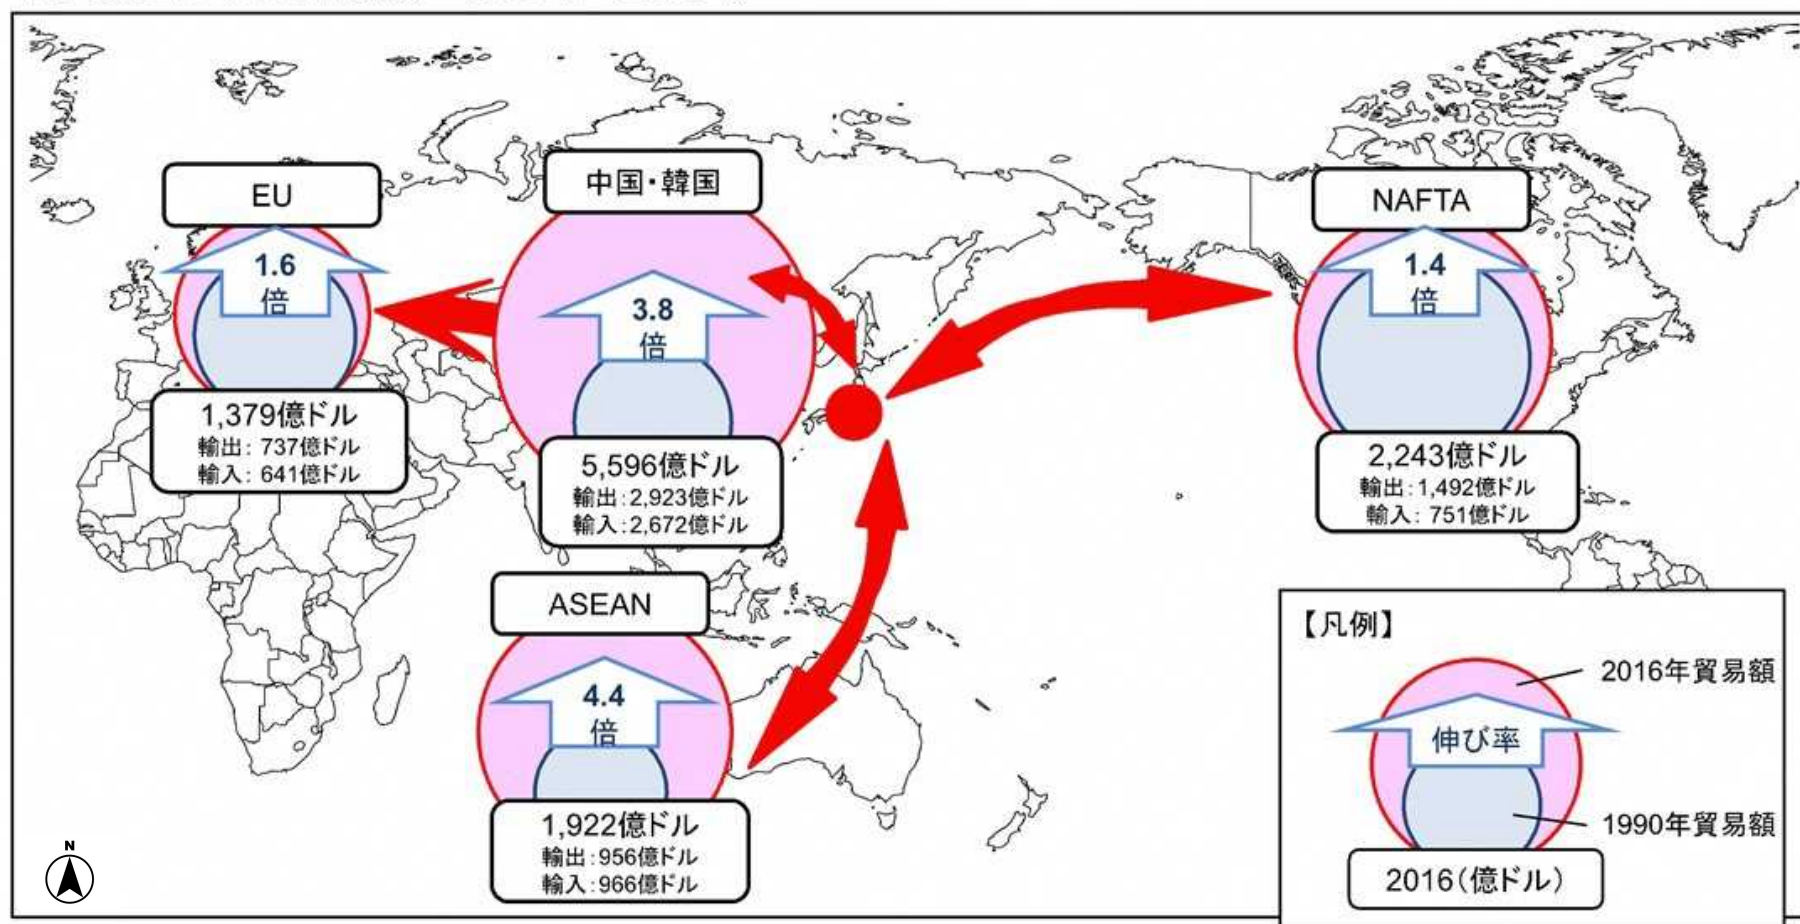 EU
1.6
倍
1,379億ドル
輸出：737億ドル
輸入：641億ドル
中国・韓国
3.8
倍
5,596億ドル
輸出：2,923億ドル
輸入：2,672億ドル
NAFTA
1.4
倍
2,243億ドル
輸出：1,492億ドル
輸入：751億ドル
ASEAN
4.4
倍
1,922億ドル
輸出：956億ドル
輸入：966億ドル
【凡例】
2016年貿易額
伸び率
1990年貿易額
2016（億ドル）
N